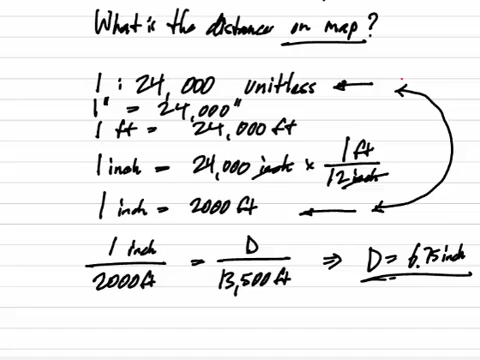 What is the distance on map?
1 : 24,000 unitless
1" = 24,000"
1 ft = 24,000 ft
1 inch = 24,000 inch × 1 ft / 12 inch
1 inch = 2000 ft
1 inch / 2000 ft = D / 13,500 ft ⇒ D = 6.75 inch